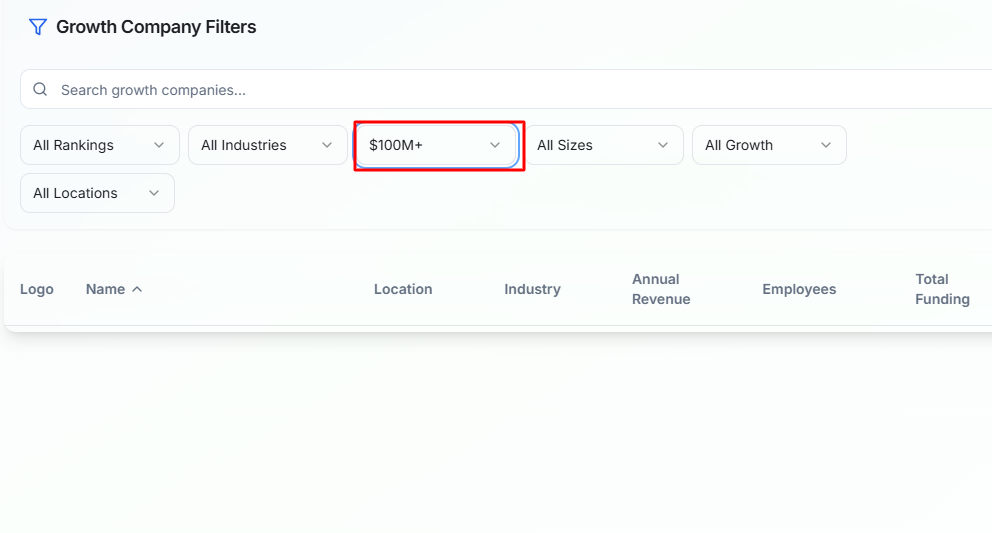 Growth Company Filters
Search growth companies...
All Rankings
All Industries
$100M+
All Sizes
All Growth
All Locations
Logo
Name
Location
Industry
Annual
Revenue
Employees
Total
Funding